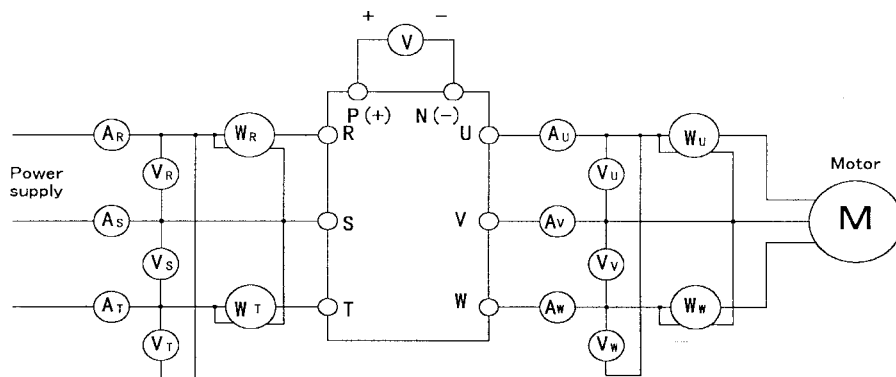 + −
V
P(+) N(−)
AR WR R U AU WU
Power
supply
VR VU Motor
AS S V AV M
VS VV
AT WT T W AW WW
VT VW